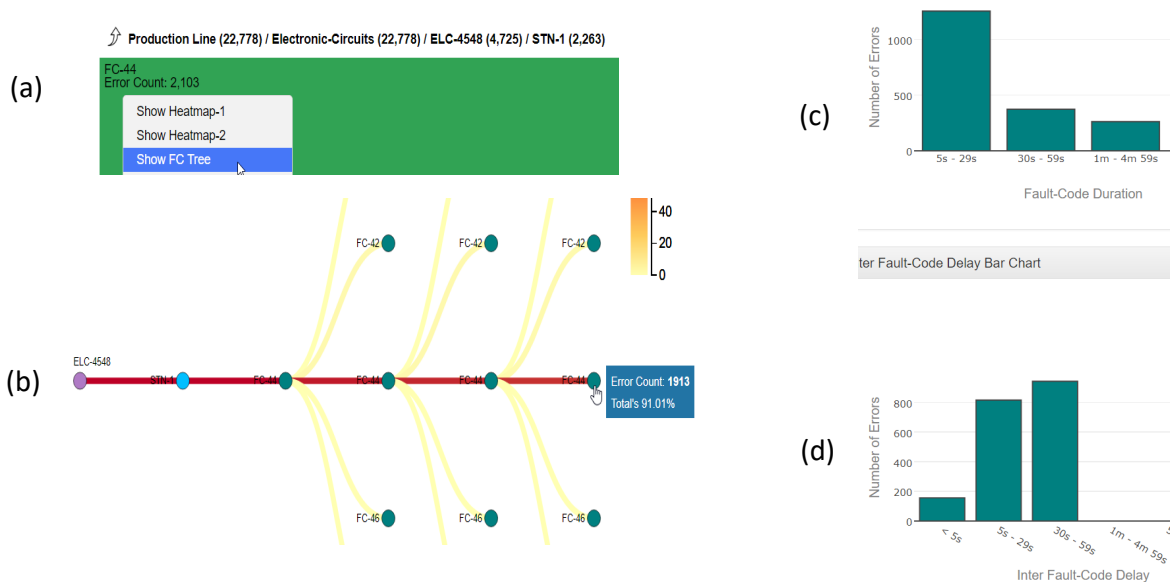 (a)
Production Line (22,778) / Electronic-Circuits (22,778) / ELC-4548 (4,725) / STN-1 (2,263)
FC-44
Error Count: 2,103
Show Heatmap-1
Show Heatmap-2
Show FC Tree
(b)
40
20
0
FC-42
FC-42
FC-42
ELC-4548
STN-1
FC-44
FC-44
FC-44
FC-44
Error Count: 1913
Total's 91.01%
FC-46
FC-46
FC-46
(c)
Number of Errors
1000
500
0
5s - 29s
30s - 59s
1m - 4m 59s
Fault-Code Duration
ter Fault-Code Delay Bar Chart
(d)
Number of Errors
800
600
400
200
0
< 5s
5s - 29s
30s - 59s
1m - 4m 59s
Inter Fault-Code Delay